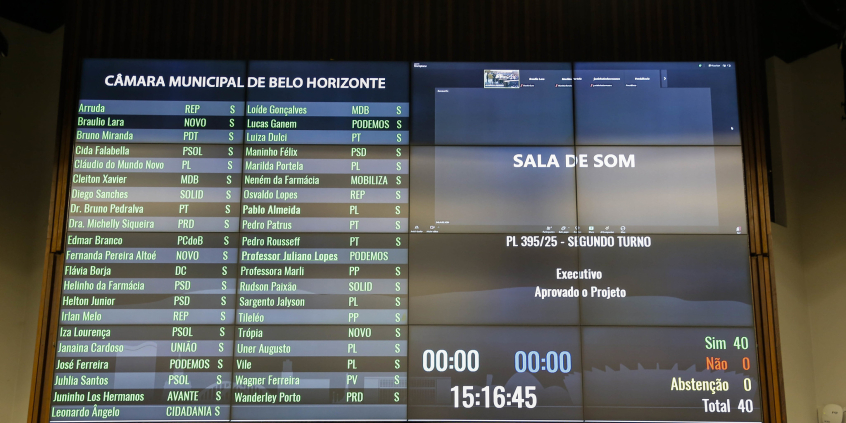 CÂMARA MUNICIPAL DE BELO HORIZONTE
Arruda REP S
Braulio Lara NOVO S
Bruno Miranda PDT S
Cida Falabella PSOL S
Cláudio do Mundo Novo PL S
Cleiton Xavier MDB S
Diego Sanches SOLID S
Dr. Bruno Pedralva PT S
Dra. Michelly Siqueira PRD S
Edmar Branco PCdoB S
Fernanda Pereira Altoé NOVO S
Flávia Borja DC S
Helinho da Farmácia PSD S
Helton Junior PSD S
Irlan Melo REP S
Iza Lourença PSOL S
Janaina Cardoso UNIÃO S
José Ferreira PODEMOS S
Juhlia Santos PSOL S
Juninho Los Hermanos AVANTE S
Leonardo Ângelo CIDADANIA S
Loíde Gonçalves MDB S
Lucas Ganem PODEMOS S
Luiza Dulci PT S
Maninho Félix PSD S
Marilda Portela PL S
Neném da Farmácia MOBILIZA S
Osvaldo Lopes REP S
Pablo Almeida PL S
Pedro Patrus PT S
Pedro Rousseff PT S
Professor Juliano Lopes PODEMOS
Professora Marli PP S
Rudson Paixão SOLID S
Sargento Jalyson PL S
Tileléo PP S
Trópia NOVO S
Uner Augusto PL S
Vile PL S
Wagner Ferreira PV S
Wanderley Porto PRD S
SALA DE SOM
PL 395/25 - SEGUNDO TURNO
Executivo
Aprovado o Projeto
00:00 00:00
15:16:45
Sim 40
Não 0
Abstenção 0
Total 40